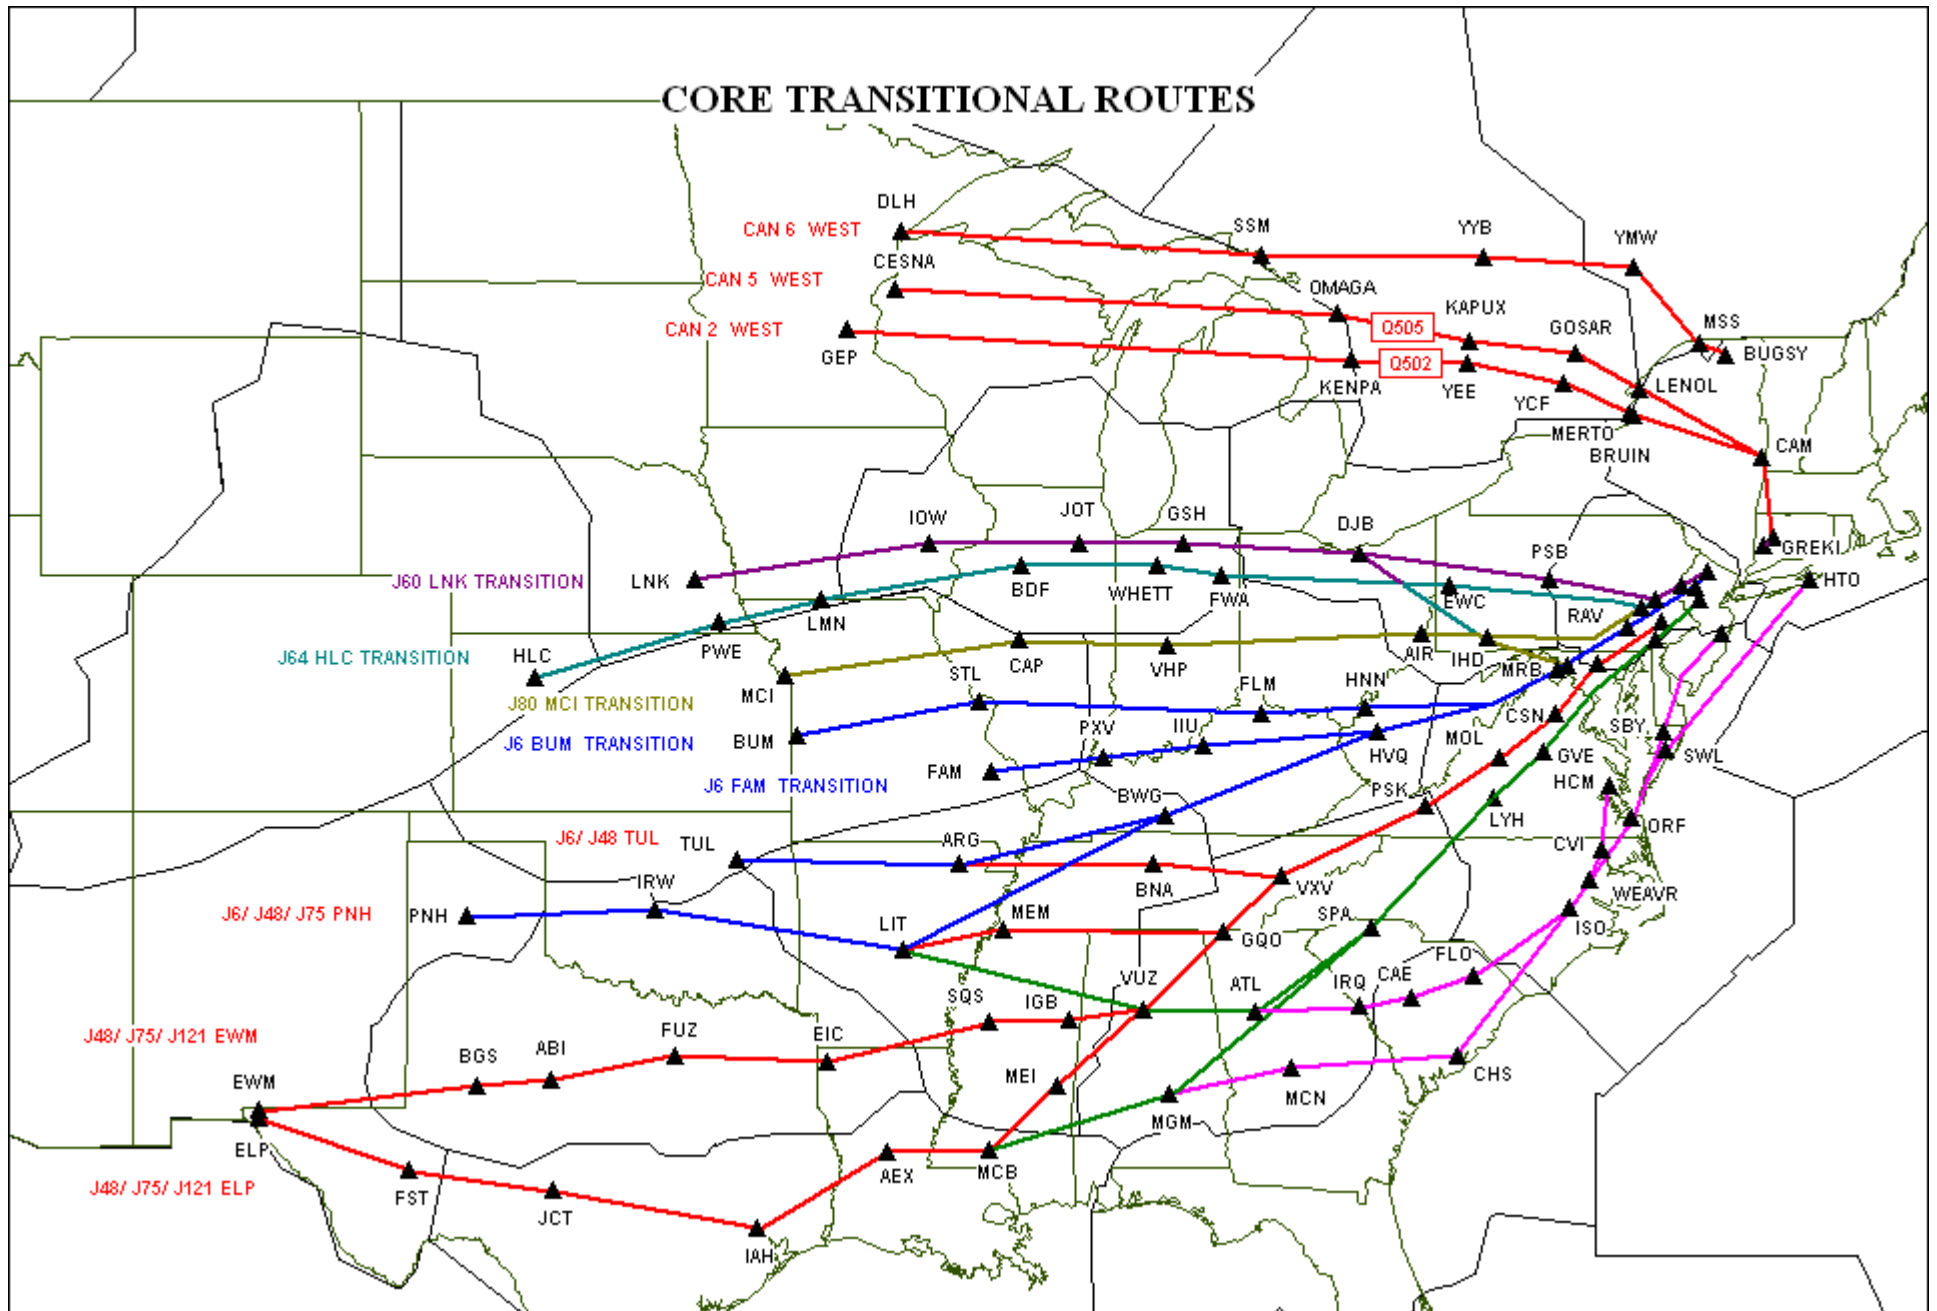 CORE TRANSITIONAL ROUTES
DLH
CAN 6 WEST
SSM
YYB
YMW
CESNA
CAN 5 WEST
OMAGA
KAPUX
Q505
GOSAR
MSS
CAN 2 WEST
BUGSY
GEP
KENPA
Q502
YEE
LENOL
YCF
MERTO
CAM
BRUIN
IOW
JOT
GSH
DJB
PSB
GREKI
J60 LNK TRANSITION
LNK
BDF
WHETT
FWA
EWC
HTO
LMN
RAV
J64 HLC TRANSITION
HLC
PWE
CAP
VHP
AIR
IHD
MRB
MCI
STL
J80 MCI TRANSITION
FLM
HNN
CSN
J6 BUM TRANSITION
BUM
PXV
IIU
MOL
SBY
HVQ
GVE
SWL
FAM
J6 FAM TRANSITION
BWG
PSK
HCM
LYH
ORF
J6/ J48 TUL
TUL
ARG
CVI
IRW
BNA
VXV
WEAVR
J6/ J48/ J75 PNH
PNH
LIT
MEM
GQO
SPA
ISO
FLO
VUZ
ATL
IRQ
CAE
SQS
IGB
J48/ J75/ J121 EWM
FUZ
EIC
BGS
ABI
MEI
CHS
EWM
MCN
MGM
ELP
AEX
MCB
J48/ J75/ J121 ELP
FST
JCT
IAH